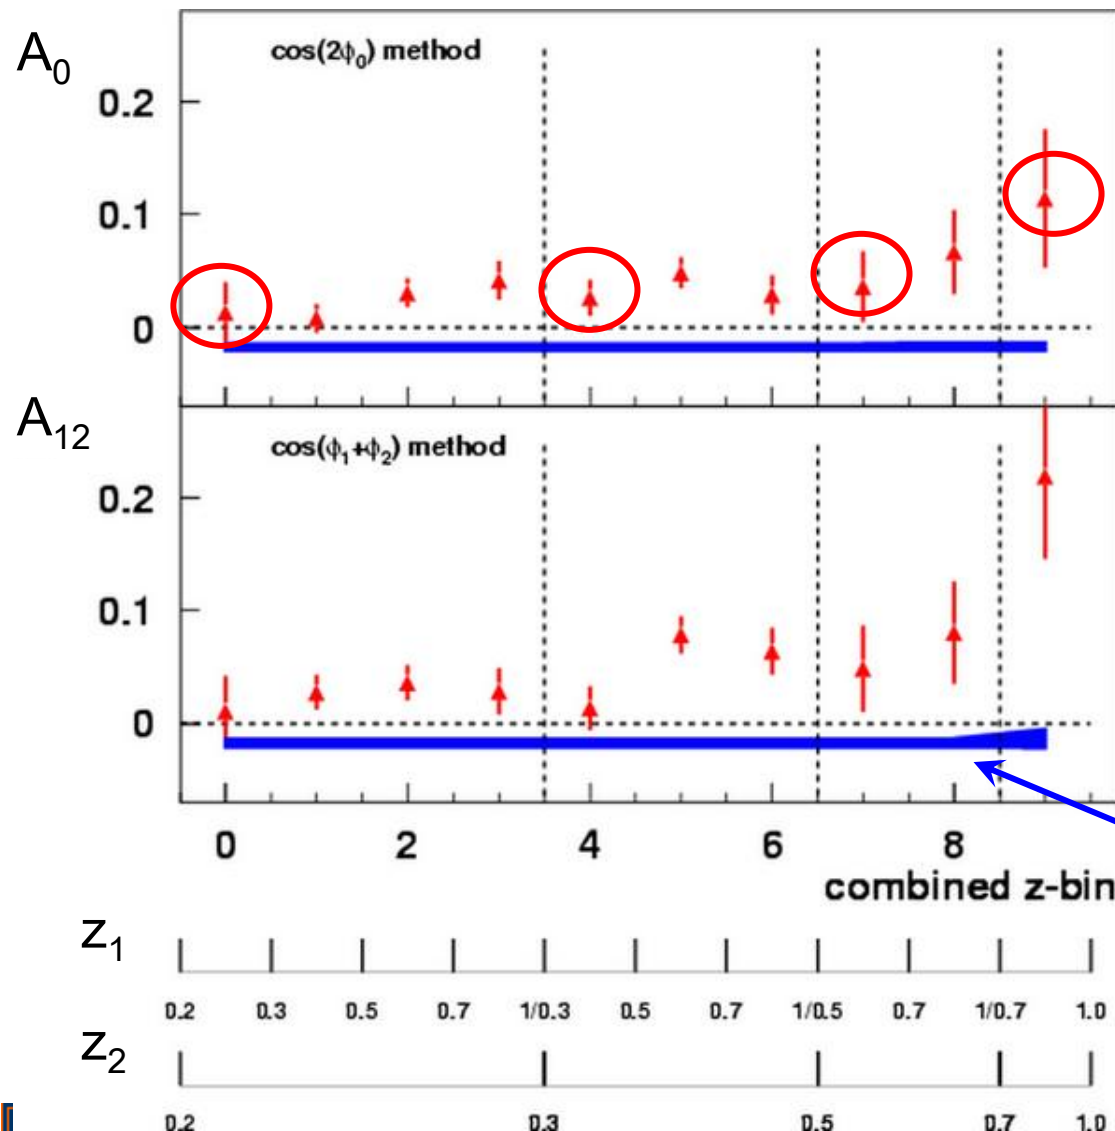 A0
cos(2ϕ0) method
0.2
0.1
0
A12
cos(ϕ1+ϕ2) method
0.2
0.1
0
0 2 4 6 8
combined z-bin
z1
0.2 0.3 0.5 0.7 1/0.3 0.5 0.7 1/0.5 0.7 1/0.7 1.0
z2
0.2 0.3 0.5 0.7 1.0